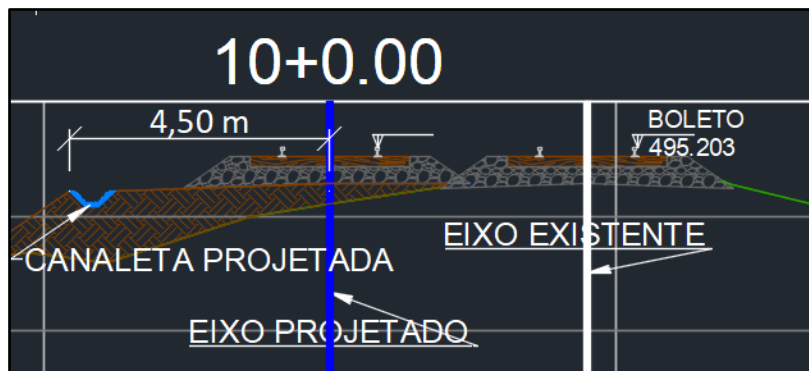 10+0.00
4,50 m
BOLETO
495.203
EIXO EXISTENTE
CANALETA PROJETADA
EIXO PROJETADO